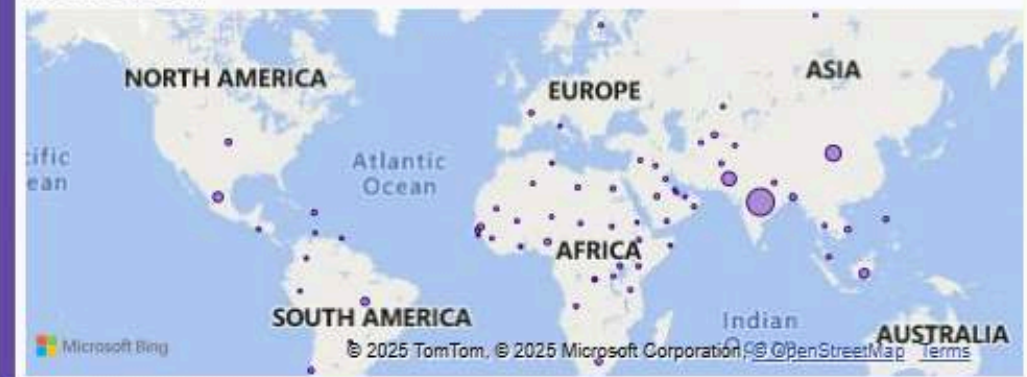 NORTH AMERICA
EUROPE
ASIA
Atlantic
Ocean
AFRICA
SOUTH AMERICA
Indian
AUSTRALIA
Microsoft Bing
© 2025 TomTom, © 2025 Microsoft Corporation, © OpenStreetMap Terms